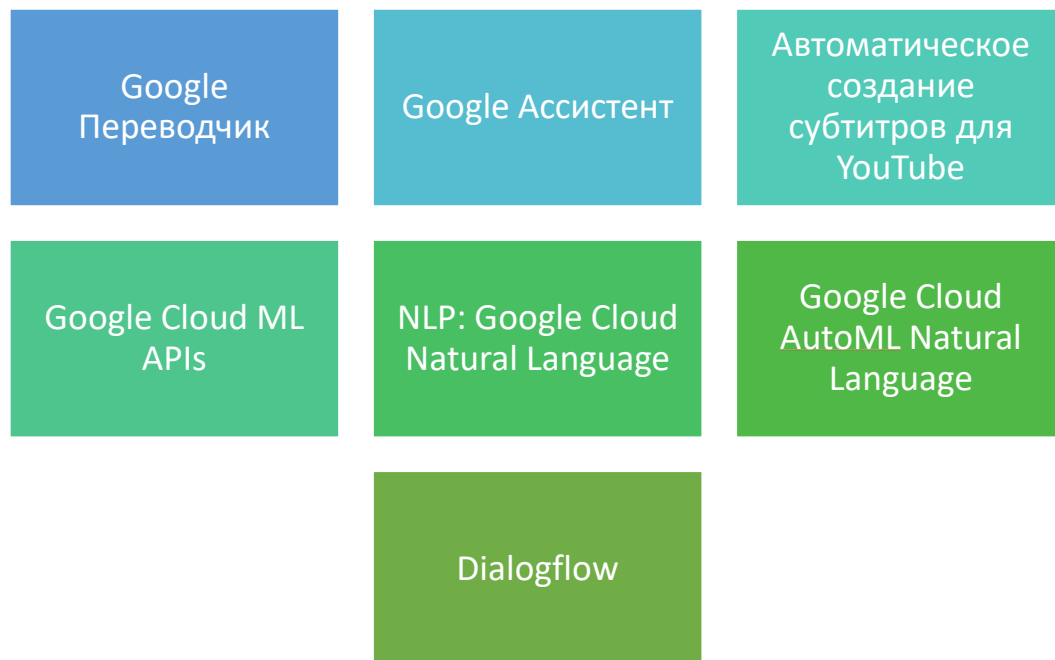 Google
Переводчик
Google Ассистент
Автоматическое
создание
субтитров для
YouTube
Google Cloud ML
APIs
NLP: Google Cloud
Natural Language
Google Cloud
AutoML Natural
Language
Dialogflow